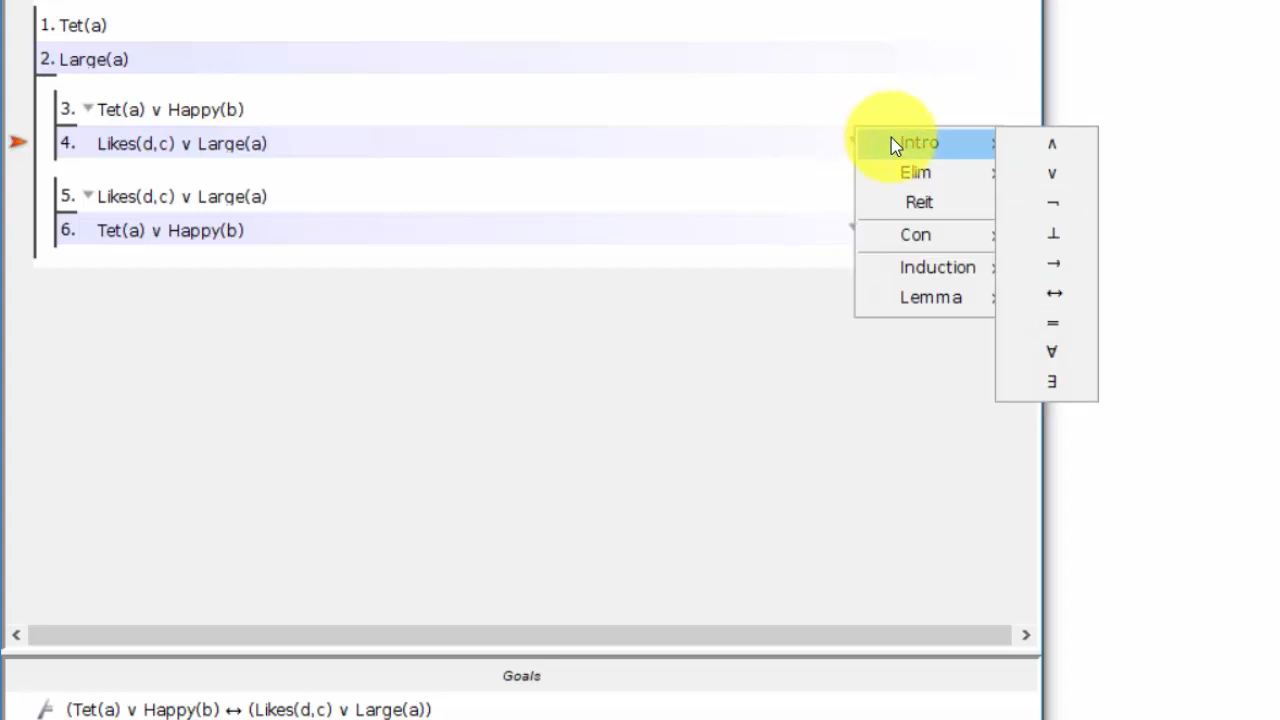 1. Tet(a)
2. Large(a)
3. Tet(a) ∨ Happy(b)
4. Likes(d,c) ∨ Large(a)
5. Likes(d,c) ∨ Large(a)
6. Tet(a) ∨ Happy(b)
Intro
Elim
Reit
Con
Induction
Lemma
∧
∨
¬
⊥
→
↔
=
∀
∃
Goals
(Tet(a) ∨ Happy(b) ↔ (Likes(d,c) ∨ Large(a))